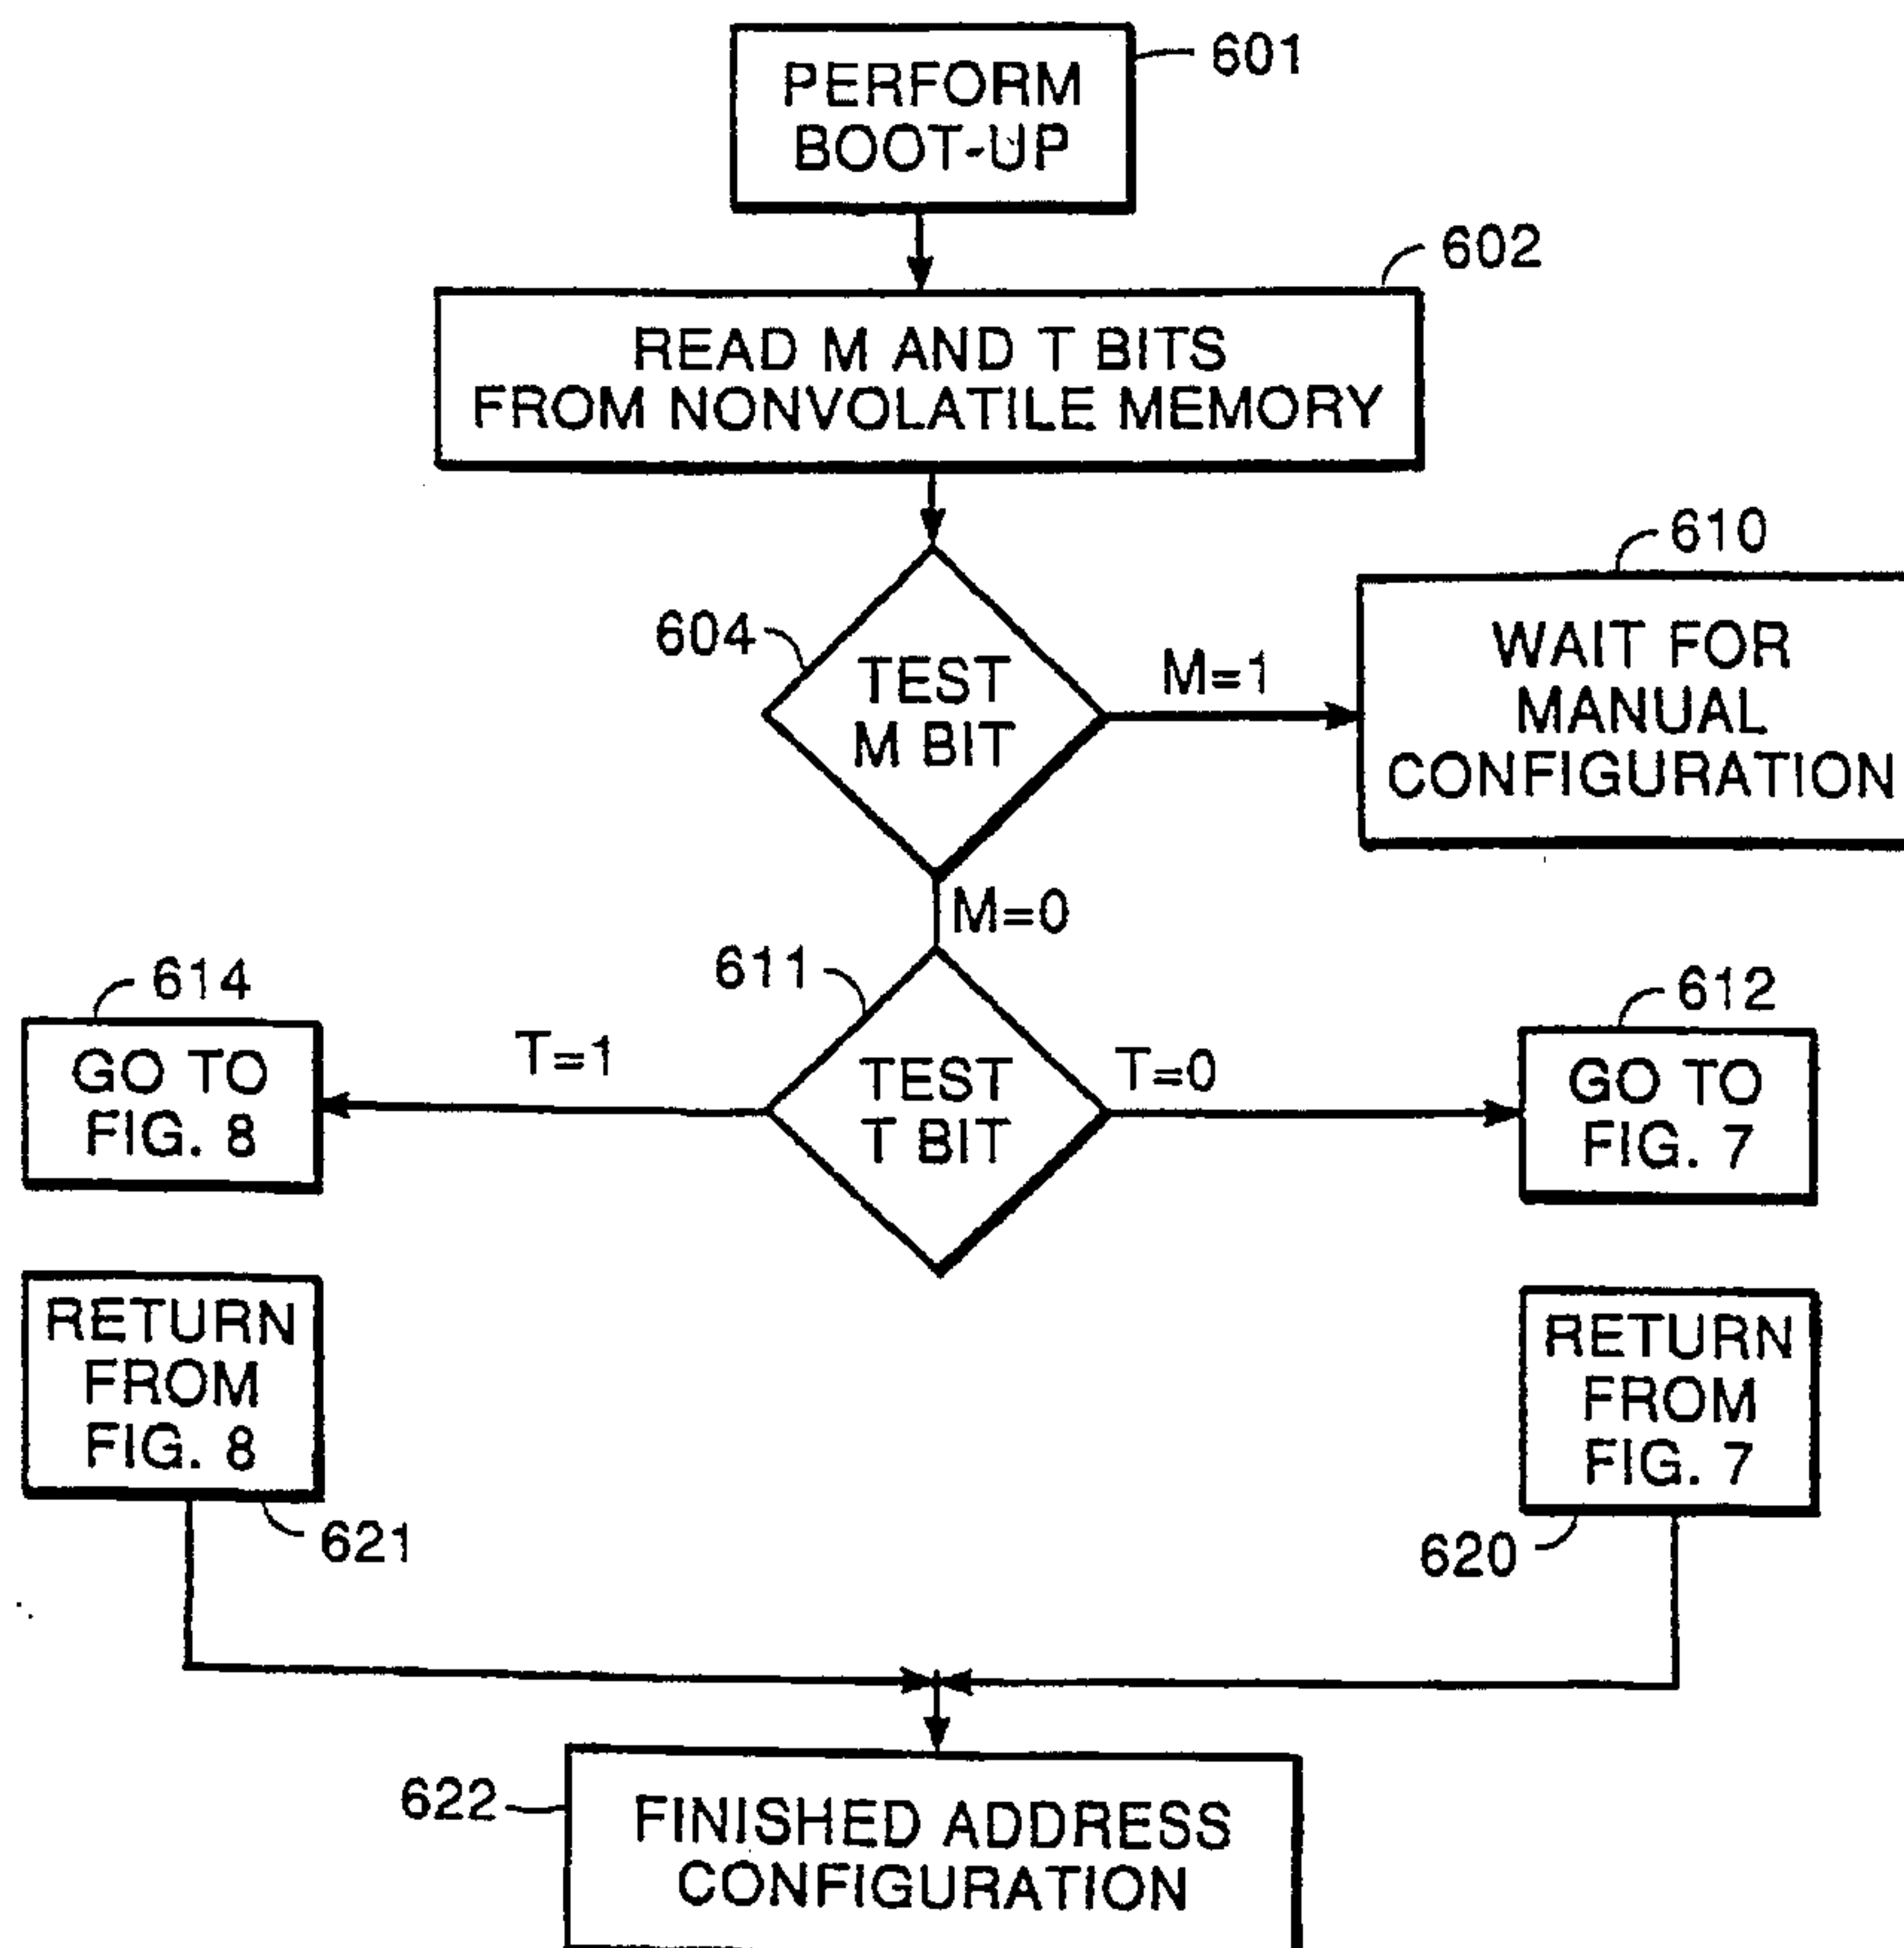 PERFORM
BOOT-UP
601
602
READ M AND T BITS
FROM NONVOLATILE MEMORY
610
604
TEST
M BIT
M=1
WAIT FOR
MANUAL
CONFIGURATION
M=0
614
611
612
GO TO
FIG. 8
T=1
TEST
T BIT
T=0
GO TO
FIG. 7
RETURN
FROM
FIG. 8
621
RETURN
FROM
FIG. 7
620
622
FINISHED ADDRESS
CONFIGURATION